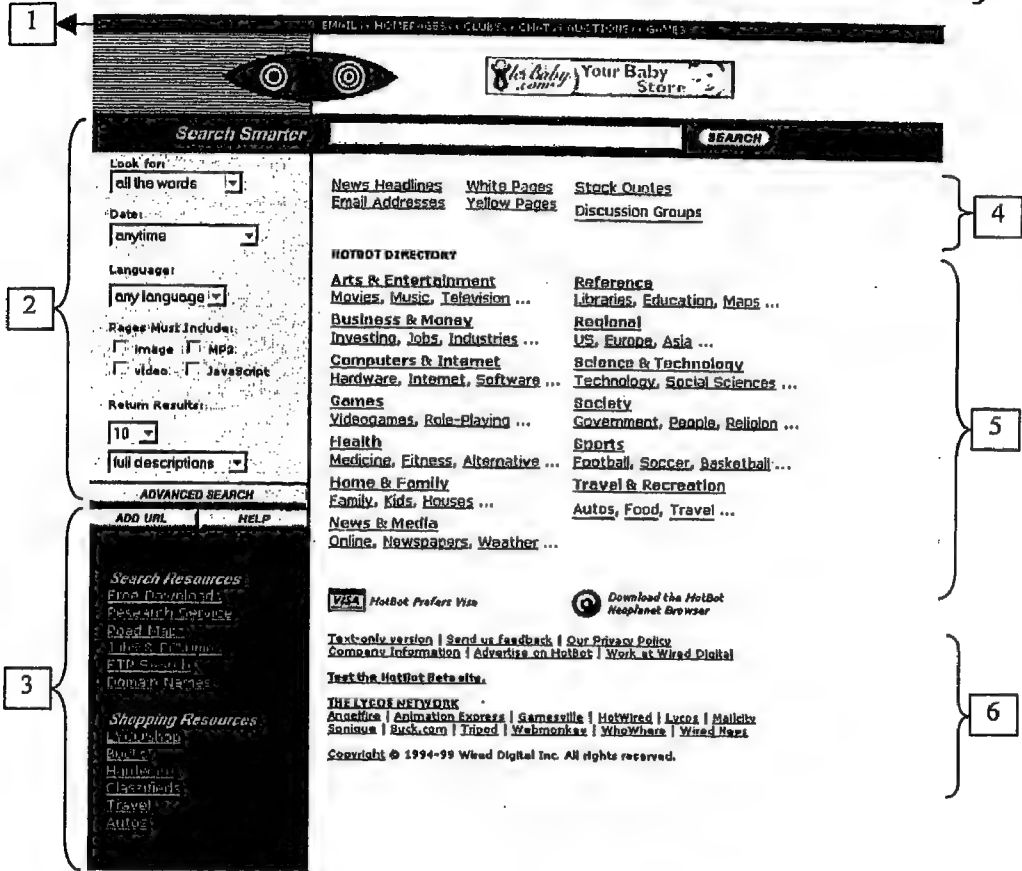 1
EMAIL HOMEPAGES CLUBS CHAT AUCTIONS GAMES
Your Baby
.com Store
Search Smarter
SEARCH
2
Look for:
all the words
Date:
anytime
Language:
any language
Pages Must Include:
image MP3
video JavaScript
Return Results:
10
full descriptions
ADVANCED SEARCH
News Headlines White Pages Stock Quotes
Email Addresses Yellow Pages Discussion Groups
4
HOTBOT DIRECTORY
Arts & Entertainment
Movies, Music, Television ...
Business & Money
Investing, Jobs, Industries ...
Computers & Internet
Hardware, Internet, Software ...
Games
Videogames, Role-Playing ...
Health
Medicine, Fitness, Alternative ...
Home & Family
Family, Kids, Houses ...
News & Media
Online, Newspapers, Weather ...
Reference
Libraries, Education, Maps ...
Regional
US, Europe, Asia ...
Science & Technology
Technology, Social Sciences ...
Society
Government, People, Religion ...
Sports
Football, Soccer, Basketball ...
Travel & Recreation
Autos, Food, Travel ...
5
3
ADD URL HELP
Search Resources
Free Downloads
Research Service
Road Maps
FTP Search
Domain Names
Shopping Resources
Hardware
Classifieds
Travel
Autos
VISA HotBot Prefers Visa
Download the HotBot
Neoplanet Browser
Text-only version | Send us feedback | Our Privacy Policy
Company Information | Advertise on HotBot | Work at Wired Digital
Test the HotBot Beta site.
THE LYCOS NETWORK
Angelfire | Animation Express | Gamesville | HotWired | Lycos | Mailcity
Sonique | Suck.com | Tripod | Webmonkey | WhoWhere | Wired News
Copyright © 1994-99 Wired Digital Inc. All rights reserved.
6